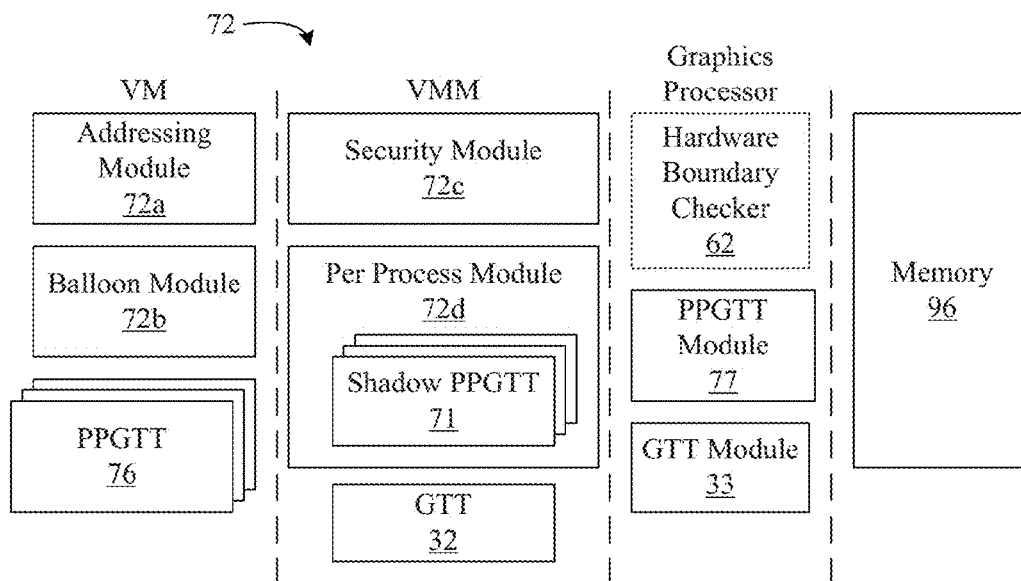 72
VM
Addressing
Module
72a
Balloon Module
72b
PPGTT
76
VMM
Security Module
72c
Per Process Module
72d
Shadow PPGTT
71
GTT
32
Graphics
Processor
Hardware
Boundary
Checker
62
PPGTT
Module
77
GTT Module
33
Memory
96